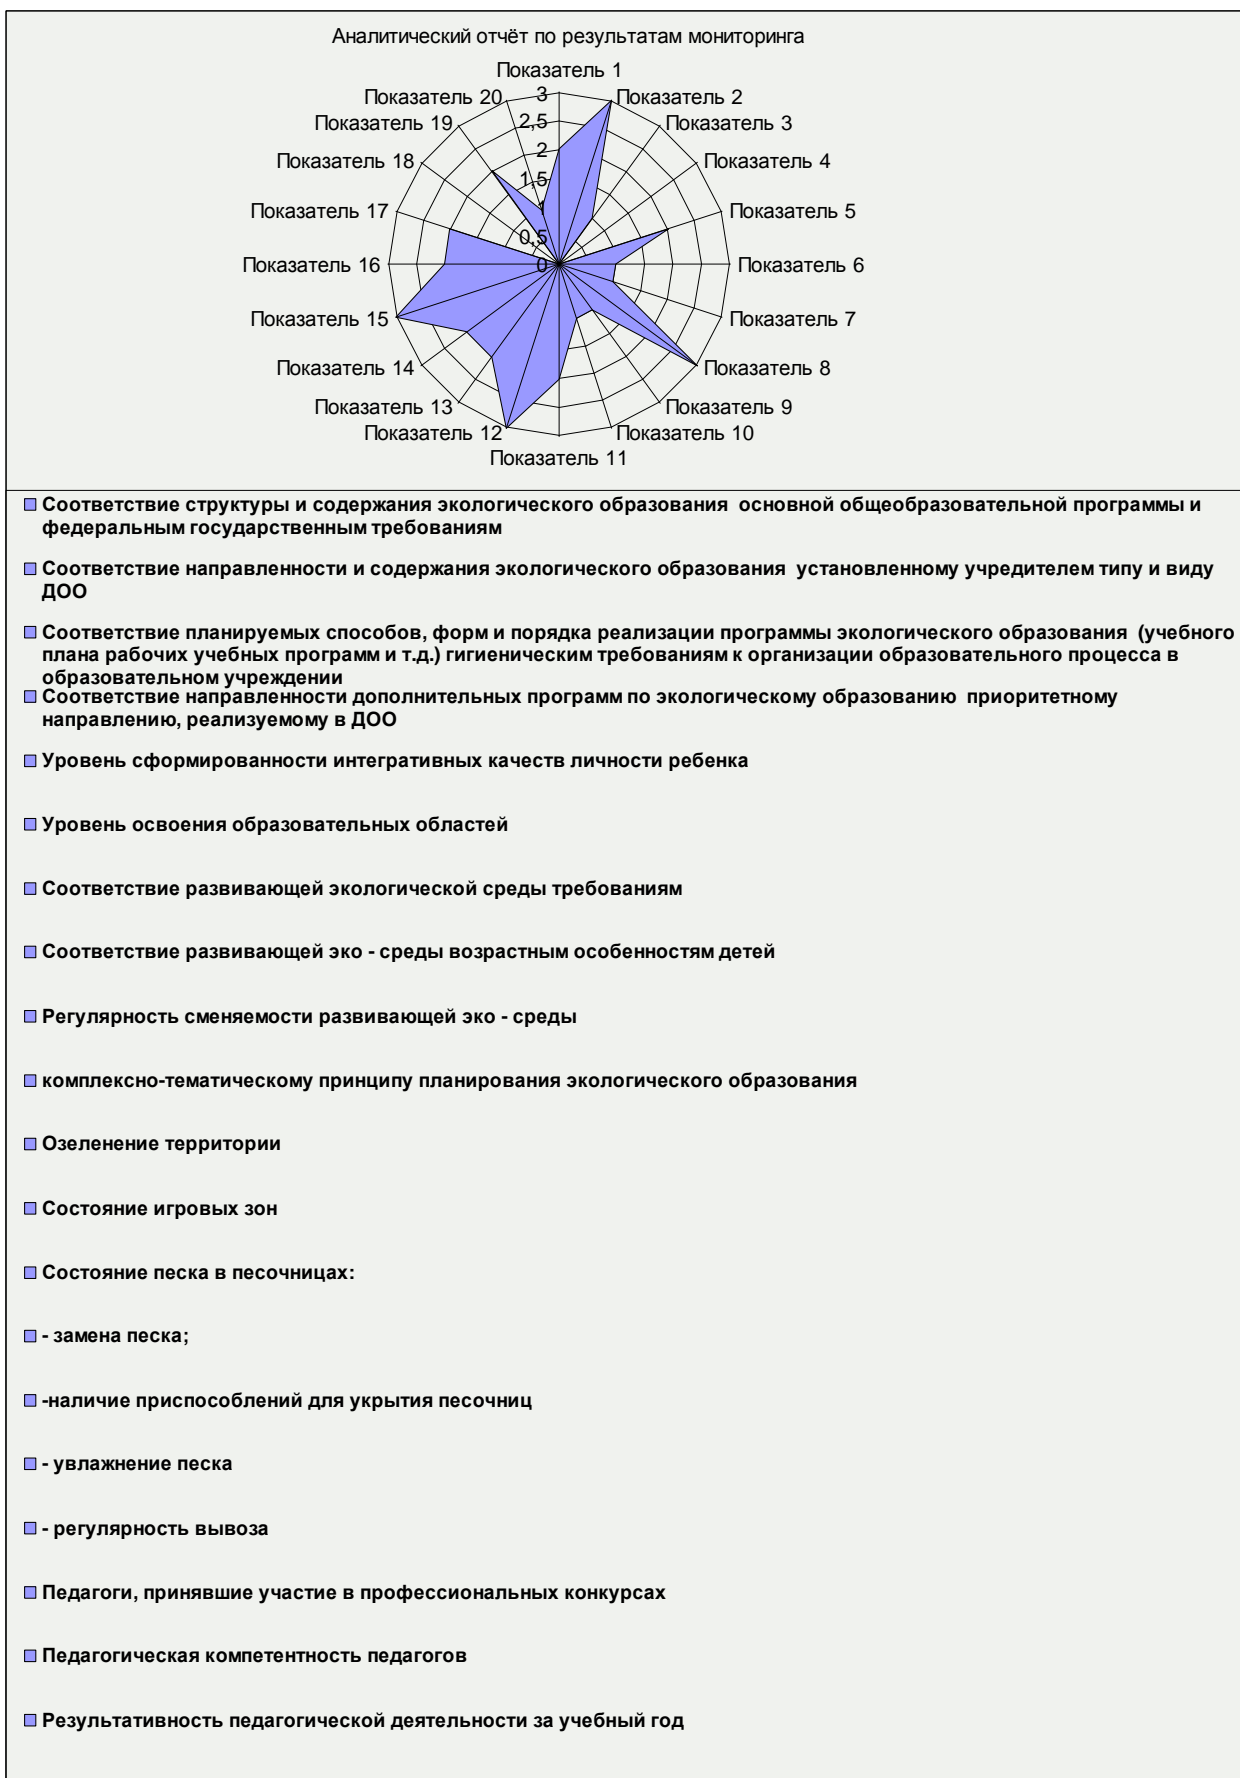 Аналитический отчёт по результатам мониторинга
Показатель 1
Показатель 20
3
Показатель 2
Показатель 19
2,5
Показатель 3
Показатель 18
2
Показатель 4
1,5
Показатель 17
1
Показатель 5
0,5
Показатель 16
0
Показатель 6
Показатель 15
Показатель 7
Показатель 14
Показатель 8
Показатель 13
Показатель 9
Показатель 12
Показатель 10
Показатель 11
Соответствие структуры и содержания экологического образования основной общеобразовательной программы и
федеральным государственным требованиям
Соответствие направленности и содержания экологического образования установленному учредителем типу и виду
ДОО
Соответствие планируемых способов, форм и порядка реализации программы экологического образования (учебного
плана рабочих учебных программ и т.д.) гигиеническим требованиям к организации образовательного процесса в
образовательном учреждении
Соответствие направленности дополнительных программ по экологическому образованию приоритетному
направлению, реализуемому в ДОО
Уровень сформированности интегративных качеств личности ребенка
Уровень освоения образовательных областей
Соответствие развивающей экологической среды требованиям
Соответствие развивающей эко - среды возрастным особенностям детей
Регулярность сменяемости развивающей эко - среды
комплексно-тематическому принципу планирования экологического образования
Озеленение территории
Состояние игровых зон
Состояние песка в песочницах:
- замена песка;
-наличие приспособлений для укрытия песочниц
- увлажнение песка
- регулярность вывоза
Педагоги, принявшие участие в профессиональных конкурсах
Педагогическая компетентность педагогов
Результативность педагогической деятельности за учебный год